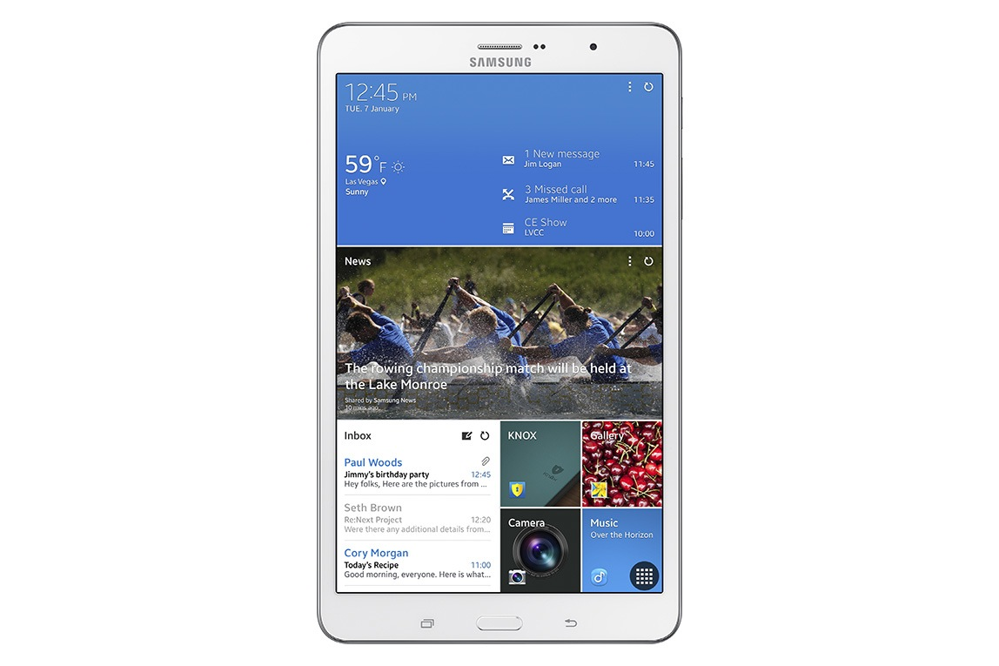 SAMSUNG
12:45 PM
TUE. 7 January
59°F
Las Vegas
Sunny
1 New message
Jim Logan 11:45
3 Missed call
James Miller and 2 more 11:35
CE Show
LVCC 10:00
News
The rowing championship match will be held at
the Lake Monroe
Shared by Samsung News
10 mins ago
Inbox
Paul Woods
Jimmy's birthday party 12:45
Hey folks, Here are the pictures from ...
Seth Brown
Re:Next Project 12:20
Were there any additional details from...
Cory Morgan
Today's Recipe 11:00
Good morning, everyone. Here is what...
KNOX
Gallery
Camera
Music
Over the Horizon